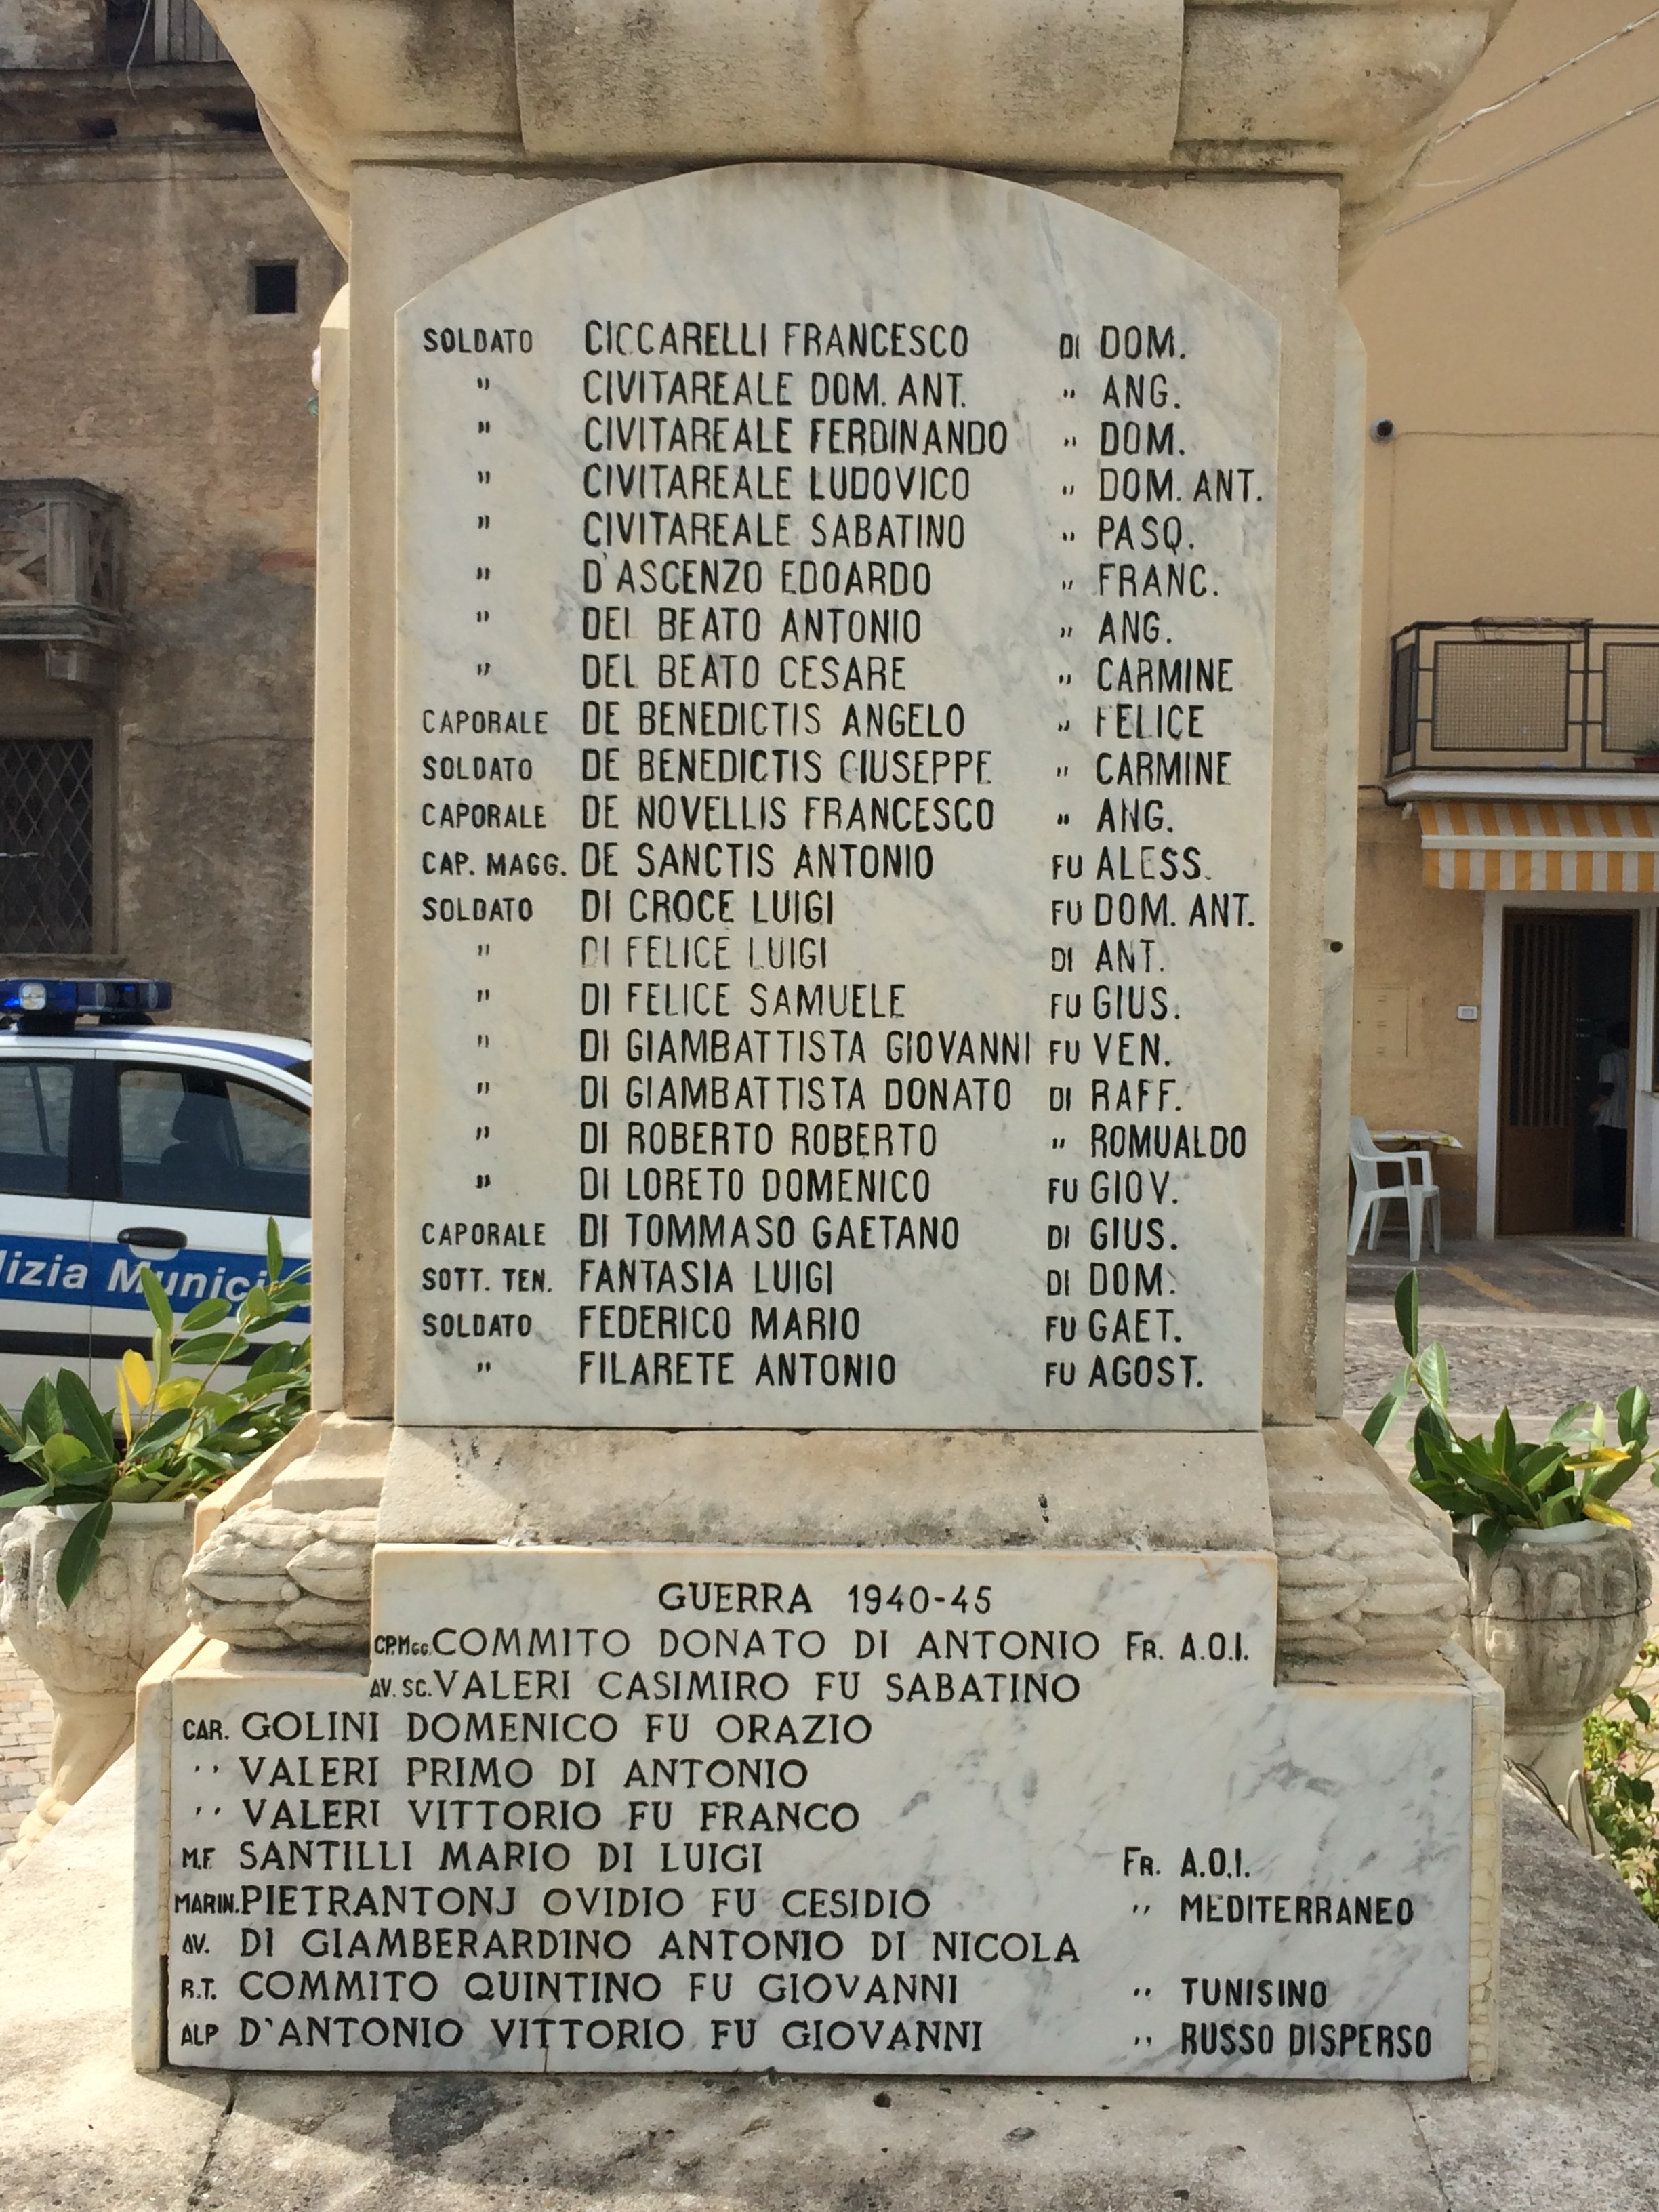 SOLDATO CICCARELLI FRANCESCO DI DOM.
" CIVITAREALE DOM. ANT. " ANG.
" CIVITAREALE FERDINANDO " DOM.
" CIVITAREALE LUDOVICO " DOM. ANT.
" CIVITAREALE SABATINO " PASQ.
" D'ASCENZO EDOARDO " FRANC.
" DEL BEATO ANTONIO " ANG.
" DEL BEATO CESARE " CARMINE
CAPORALE DE BENEDICTIS ANGELO " FELICE
SOLDATO DE BENEDICTIS GIUSEPPE " CARMINE
CAPORALE DE NOVELLIS FRANCESCO " ANG.
CAP. MAGG. DE SANCTIS ANTONIO FU ALESS.
SOLDATO DI CROCE LUIGI FU DOM. ANT.
" DI FELICE LUIGI DI ANT.
" DI FELICE SAMUELE FU GIUS.
" DI GIAMBATTISTA GIOVANNI FU VEN.
" DI GIAMBATTISTA DONATO DI RAFF.
" DI ROBERTO ROBERTO " ROMUALDO
" DI LORETO DOMENICO FU GIOV.
CAPORALE DI TOMMASO GAETANO DI GIUS.
SOTT. TEN. FANTASIA LUIGI DI DOM.
SOLDATO FEDERICO MARIO FU GAET.
" FILARETE ANTONIO FU AGOST.
GUERRA 1940-45
CP.MGG. COMMITO DONATO DI ANTONIO FR. A.O.I.
AV. SC. VALERI CASIMIRO FU SABATINO
CAR. GOLINI DOMENICO FU ORAZIO
" VALERI PRIMO DI ANTONIO
" VALERI VITTORIO FU FRANCO
M.F. SANTILLI MARIO DI LUIGI FR. A.O.I.
MARIN. PIETRANTONJ OVIDIO FU CESIDIO " MEDITERRANEO
AV. DI GIAMBERARDINO ANTONIO DI NICOLA
R.T. COMMITO QUINTINO FU GIOVANNI " TUNISINO
ALP D'ANTONIO VITTORIO FU GIOVANNI " RUSSO DISPERSO
lizia Munici